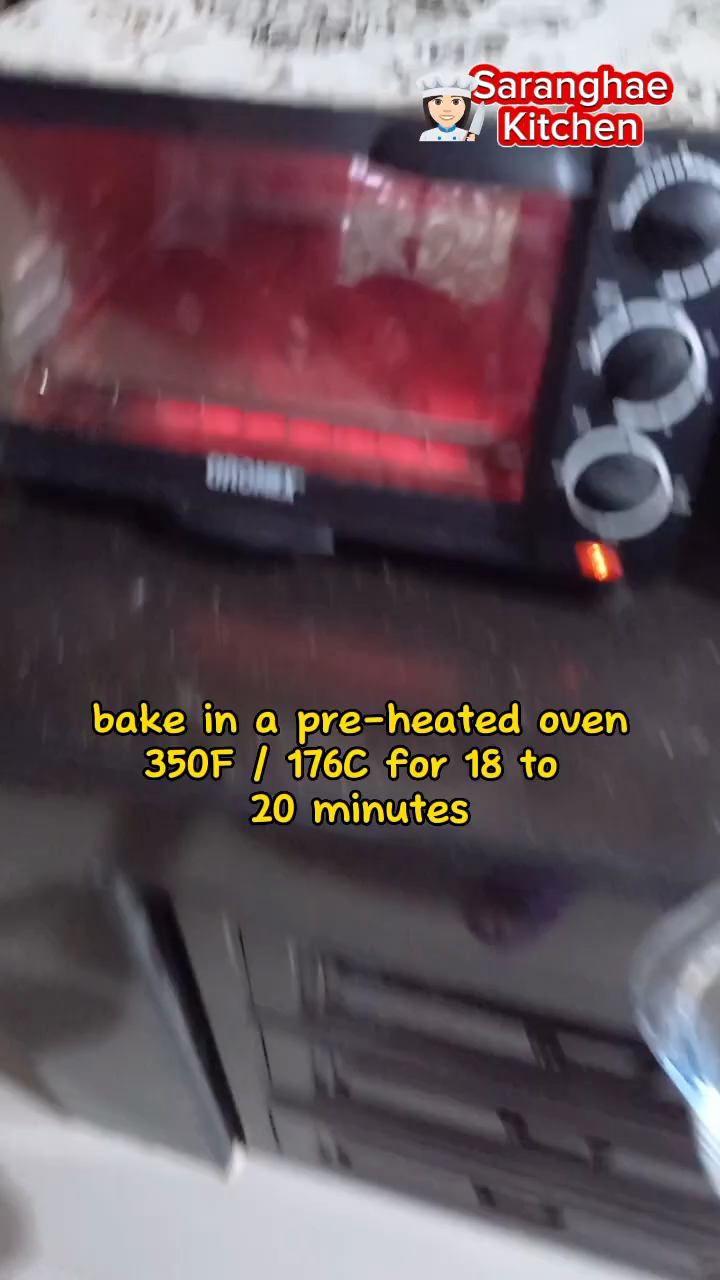 Saranghae
Kitchen
bake in a pre-heated oven
350F / 176C for 18 to
20 minutes